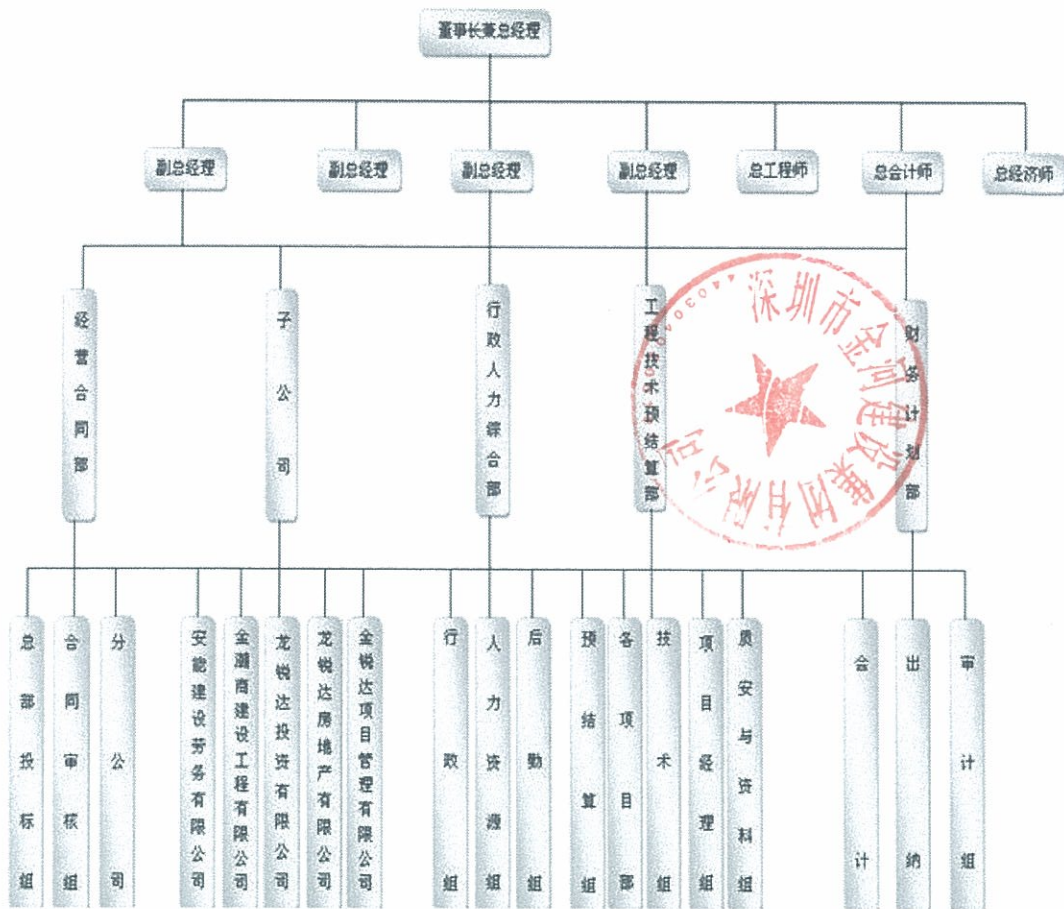 董事长兼总经理
副总经理
副总经理
副总经理
副总经理
总工程师
总会计师
总经济师
经营合同部
子公司
行政人力综合部
工程技术预结算部
财务计划部
深圳市金河建设集团有限公司
总部投标组
合同审核组
分公司
安能建设劳务有限公司
金潮商建设工程有限公司
龙锐达投资有限公司
龙锐达房地产有限公司
金锐达项目管理有限公司
行政组
人力资源组
后勤组
预结算组
各项目部
技术组
项目经理组
质安与资料组
会计
出纳
审计组